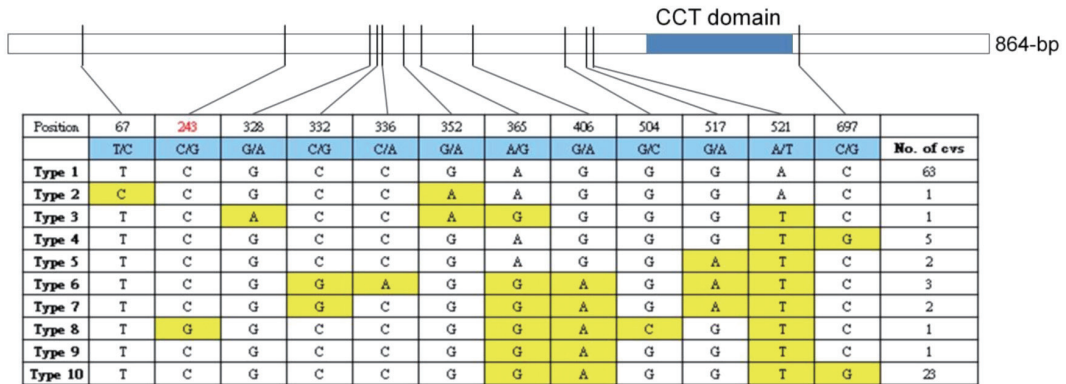 CCT domain
864-bp
Position 67 243 328 332 336 352 365 406 504 517 521 697
T/C C/G G/A C/G C/A G/A A/G G/A G/C G/A A/T C/G No. of cvs
Type 1 T C G C C G A G G G A C 63
Type 2 C C G C C A A G G G A C 1
Type 3 T C A C C A G G G G T C 1
Type 4 T C G C C G A G G G T G 5
Type 5 T C G C C G A G G A T C 2
Type 6 T C G G A G G A G A T C 3
Type 7 T C G G C G G A G A T C 2
Type 8 T G G C C G G A C G T C 1
Type 9 T C G C C G G A G G T C 1
Type 10 T C G C C G G A G G T G 23